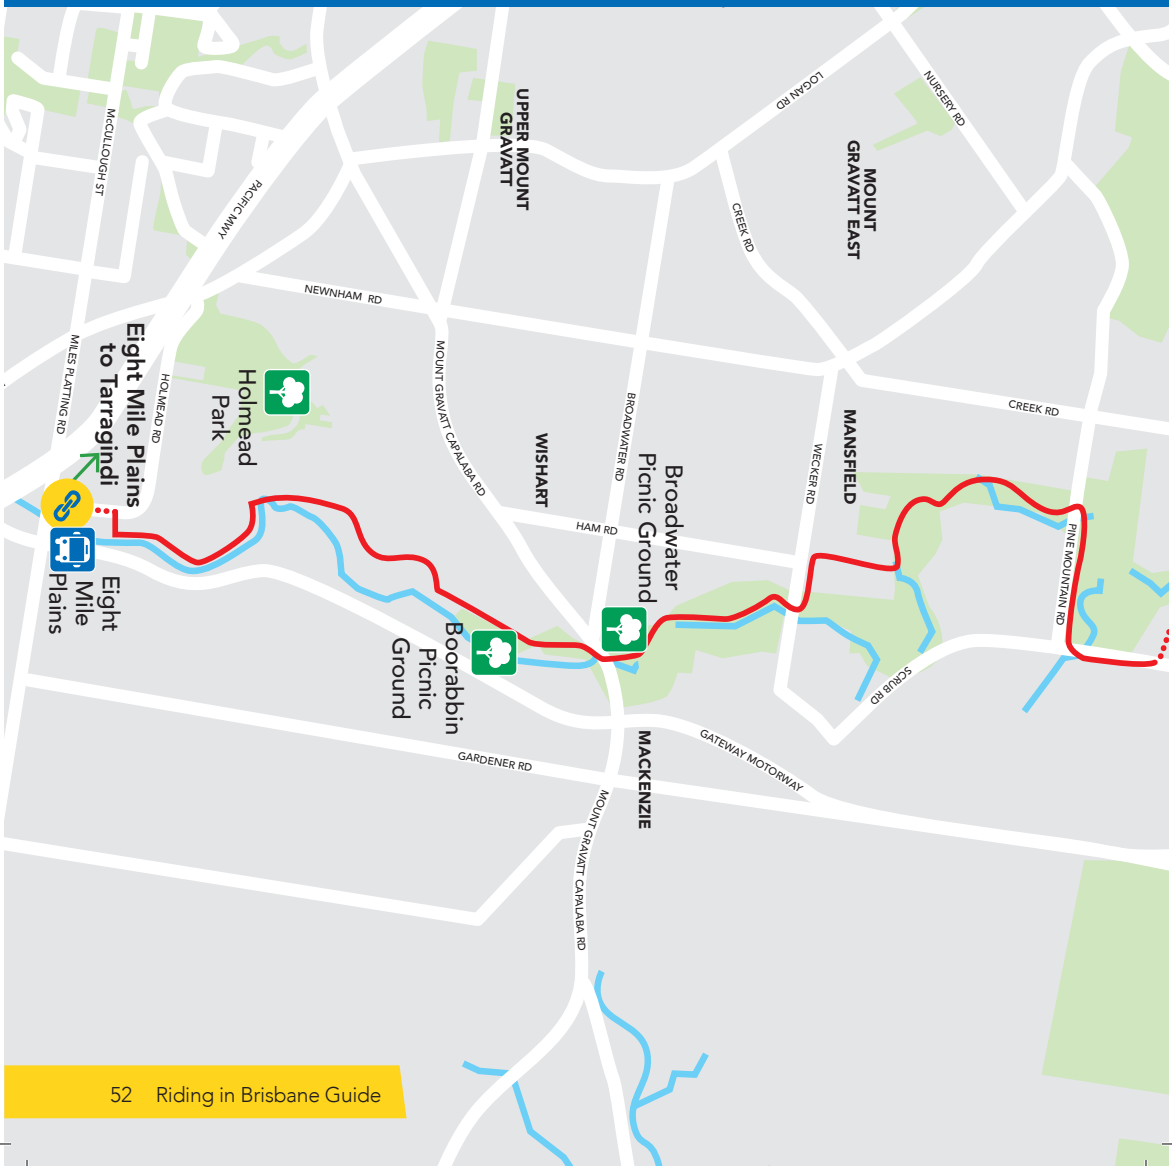 McCULLOUGH ST
PACIFIC MWY
UPPER MOUNT
GRAVATT
LOGAN RD
NURSERY RD
MOUNT
GRAVATT EAST
CREEK RD
NEWNHAM RD
MILES PLATTING RD
Eight Mile Plains
to Tarragindi
HOLMEAD RD
Holmead
Park
MOUNT GRAVATT CAPALABA RD
WISHART
BROADWATER RD
Broadwater
Picnic Ground
HAM RD
WECKER RD
MANSFIELD
CREEK RD
PINE MOUNTAIN RD
SCRUB RD
Eight
Mile
Plains
Boorabbin
Picnic
Ground
GARDENER RD
MACKENZIE
GATEWAY MOTORWAY
MOUNT GRAVATT CAPALABA RD
52 Riding in Brisbane Guide